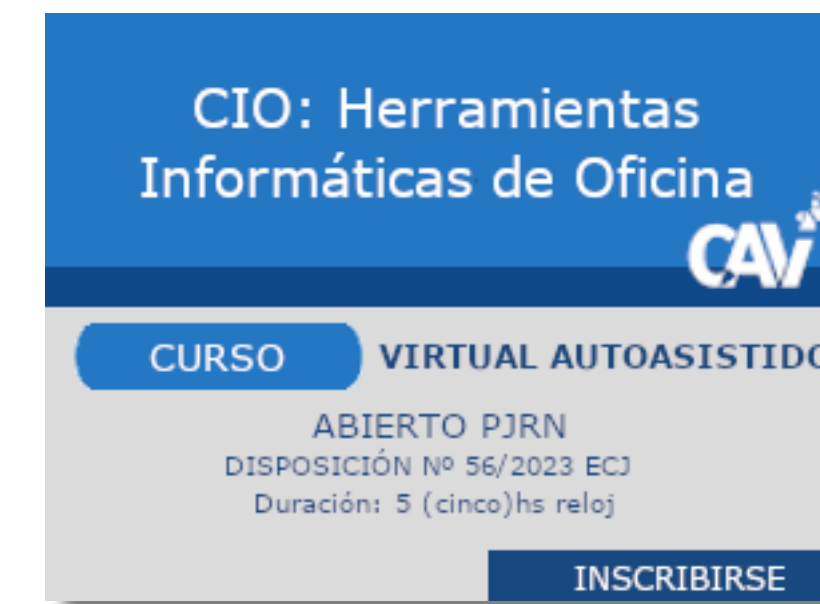 CIO: Herramientas
Informáticas de Oficina
CAVi
CURSO
VIRTUAL AUTOASISTIDO
ABIERTO PJRN
DISPOSICIÓN Nº 56/2023 ECJ
Duración: 5 (cinco)hs reloj
INSCRIBIRSE